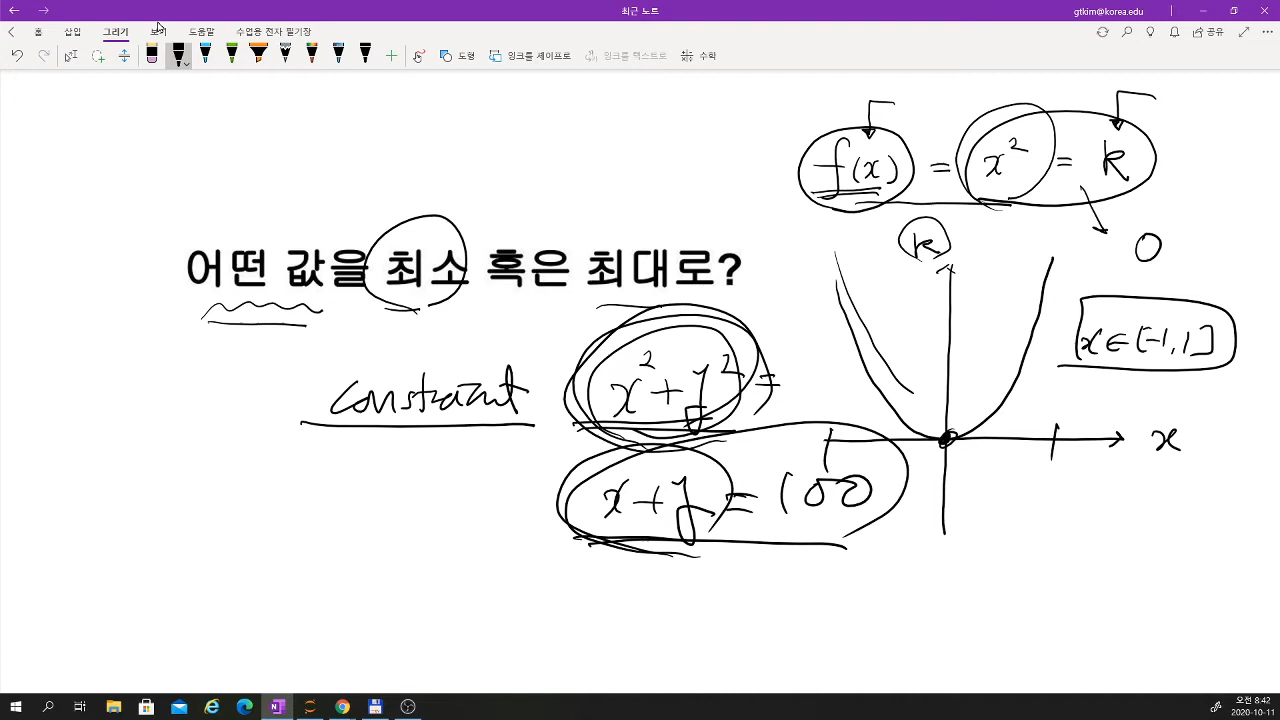 최근 노트
gtkim@korea.edu
홈 삽입 그리기 보기 도움말 수업용 전자 필기장
공유
도형 잉크를 셰이프로 잉크를 텍스트로 수학
f(x) = x² = k
0
어떤 값을 최소 혹은 최대로?
k
x ∈ [-1, 1]
x² + y² =
constraint
x
x + y = 100
오전 8:42
2020-10-11